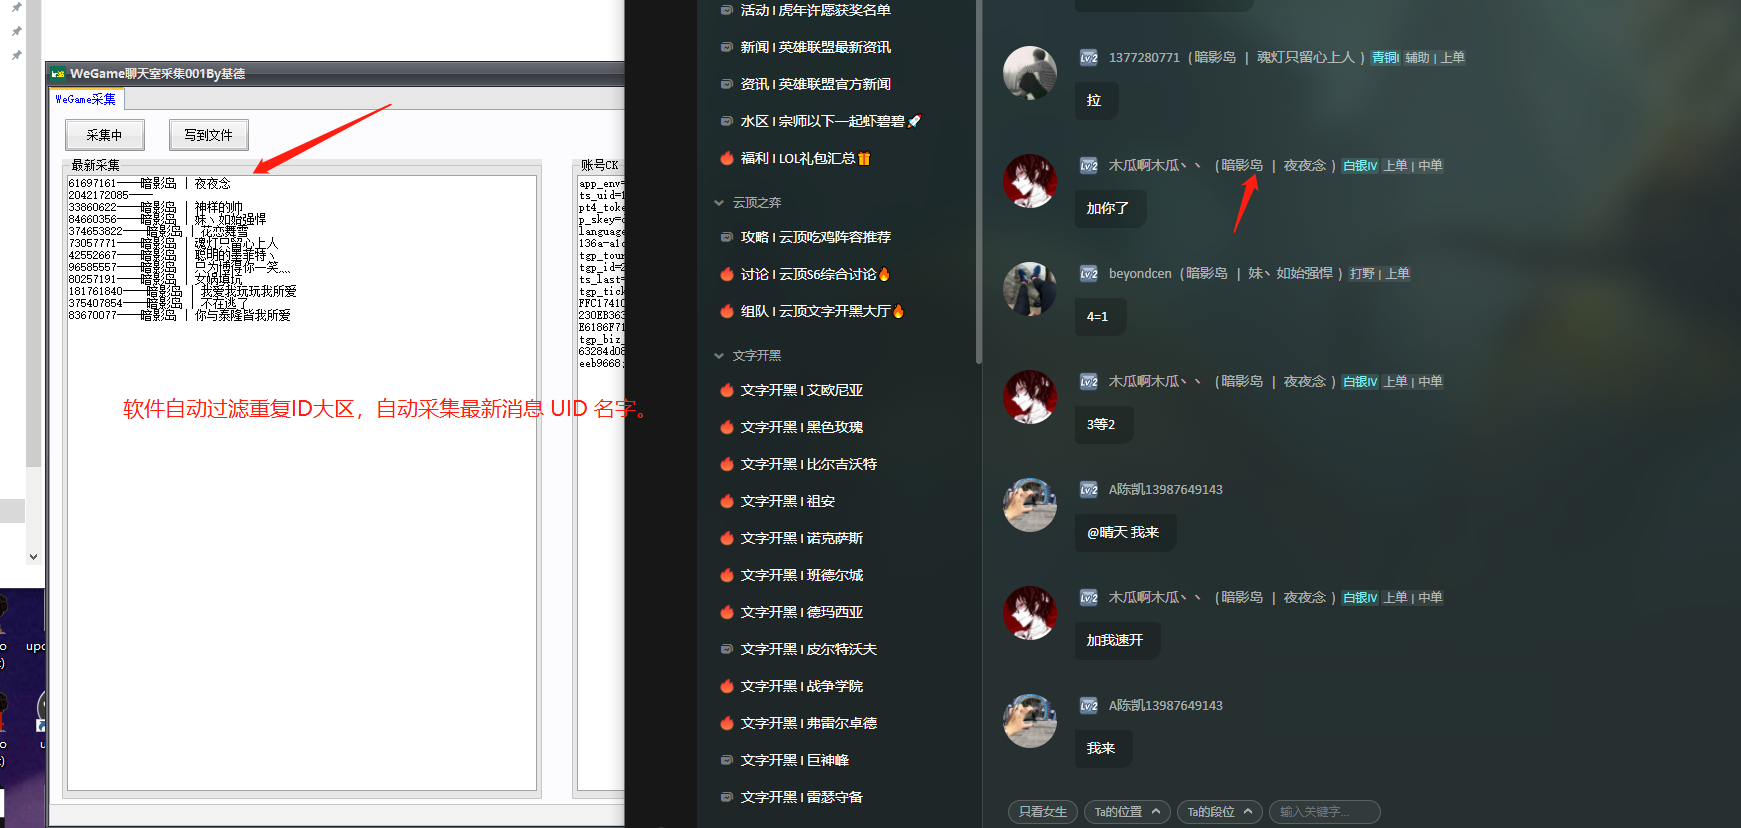 WeGame聊天室采集001By基德
WeGame采集
采集中
写到文件
最新采集
61697161——暗影岛 | 夜夜念
2042172085——
33860622——暗影岛 | 神样的帅
84660356——暗影岛 | 妹丶如始强悍
374653822——暗影岛 | 花恋舞雪
73057771——暗影岛 | 魂灯只留心上人
42552667——暗影岛 | 聪明的墨菲特丶
96585557——暗影岛 | 只为博得你一笑灬
80257191——暗影岛 | 女娲填坑
181761840——暗影岛 | 我爱我玩玩我所爱
375407854——暗影岛 | 不在逃了
83670077——暗影岛 | 你与泰隆皆我所爱
账号CK
app_env=
ts_uid=1
pt4_toke
p_skey=c
language
136a=a1c
tgp_tour
tgp_id=2
ts_last=
tgp_tick
FFC17410
230EB363
E6186F71
tgp_biz_
63284d08
eeb9668;
软件自动过滤重复ID大区，自动采集最新消息 UID 名字。
活动 I 虎年许愿获奖名单
新闻 I 英雄联盟最新资讯
资讯 I 英雄联盟官方新闻
水区 I 宗师以下一起虾碧碧🚀
福利 I LOL礼包汇总🎁
云顶之弈
攻略 I 云顶吃鸡阵容推荐
讨论 I 云顶S6综合讨论🔥
组队 I 云顶文字开黑大厅🔥
文字开黑
文字开黑 I 艾欧尼亚
文字开黑 I 黑色玫瑰
文字开黑 I 比尔吉沃特
文字开黑 I 祖安
文字开黑 I 诺克萨斯
文字开黑 I 班德尔城
文字开黑 I 德玛西亚
文字开黑 I 皮尔特沃夫
文字开黑 I 战争学院
文字开黑 I 弗雷尔卓德
文字开黑 I 巨神峰
文字开黑 I 雷瑟守备
Lv2 1377280771 ( 暗影岛 | 魂灯只留心上人 ) 青铜I 辅助 | 上单
拉
Lv2 木瓜啊木瓜丶丶 ( 暗影岛 | 夜夜念 ) 白银IV 上单 | 中单
加你了
Lv2 beyondcen ( 暗影岛 | 妹丶如始强悍 ) 打野 | 上单
4=1
Lv2 木瓜啊木瓜丶丶 ( 暗影岛 | 夜夜念 ) 白银IV 上单 | 中单
3等2
Lv2 A陈凯13987649143
@晴天 我来
Lv2 木瓜啊木瓜丶丶 ( 暗影岛 | 夜夜念 ) 白银IV 上单 | 中单
加我速开
Lv2 A陈凯13987649143
我来
只看女生
Ta的位置
Ta的段位
输入关键字...